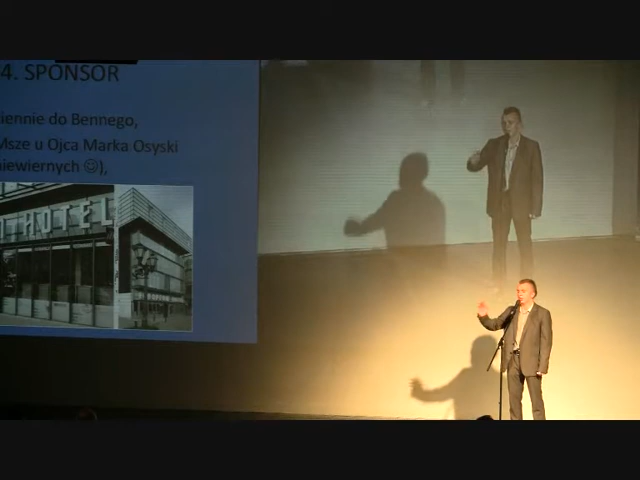 4. SPONSOR
iennie do Bennego,
Msze u Ojca Marka Osyski
niewiernych ☺),
HOTEL